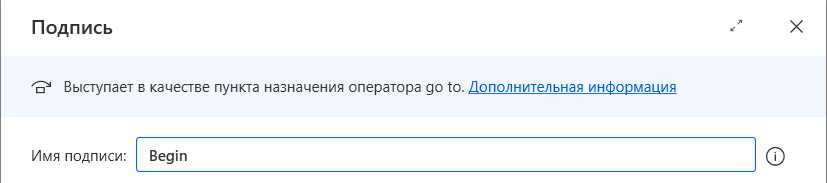 Подпись
Выступает в качестве пункта назначения оператора go to. Дополнительная информация
Имя подписи: Begin